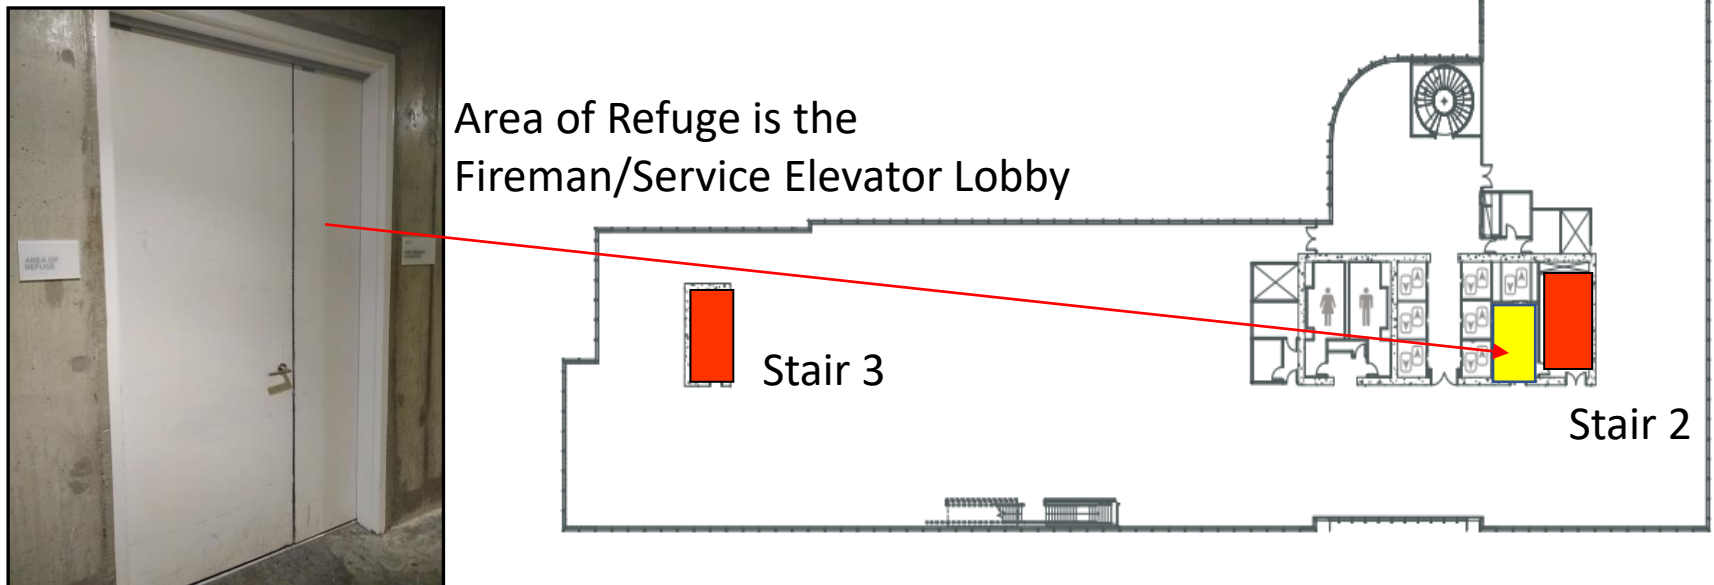 Area of Refuge is the
Fireman/Service Elevator Lobby
AREA OF
REFUGE
Stair 3
Stair 2